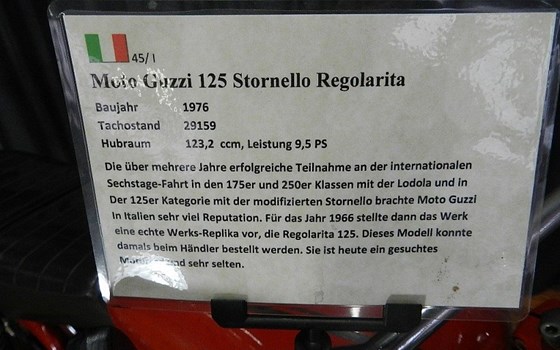 45/ I
Moto Guzzi 125 Stornello Regolarita
Baujahr 1976
Tachostand 29159
Hubraum 123,2 ccm, Leistung 9,5 PS
Die über mehrere Jahre erfolgreiche Teilnahme an der internationalen
Sechstage-Fahrt in den 175er und 250er Klassen mit der Lodola und in
Der 125er Kategorie mit der modifizierten Stornello brachte Moto Guzzi
In Italien sehr viel Reputation. Für das Jahr 1966 stellte dann das Werk
eine echte Werks-Replika vor, die Regolarita 125. Dieses Modell konnte
damals beim Händler bestellt werden. Sie ist heute ein gesuchtes
und sehr selten.